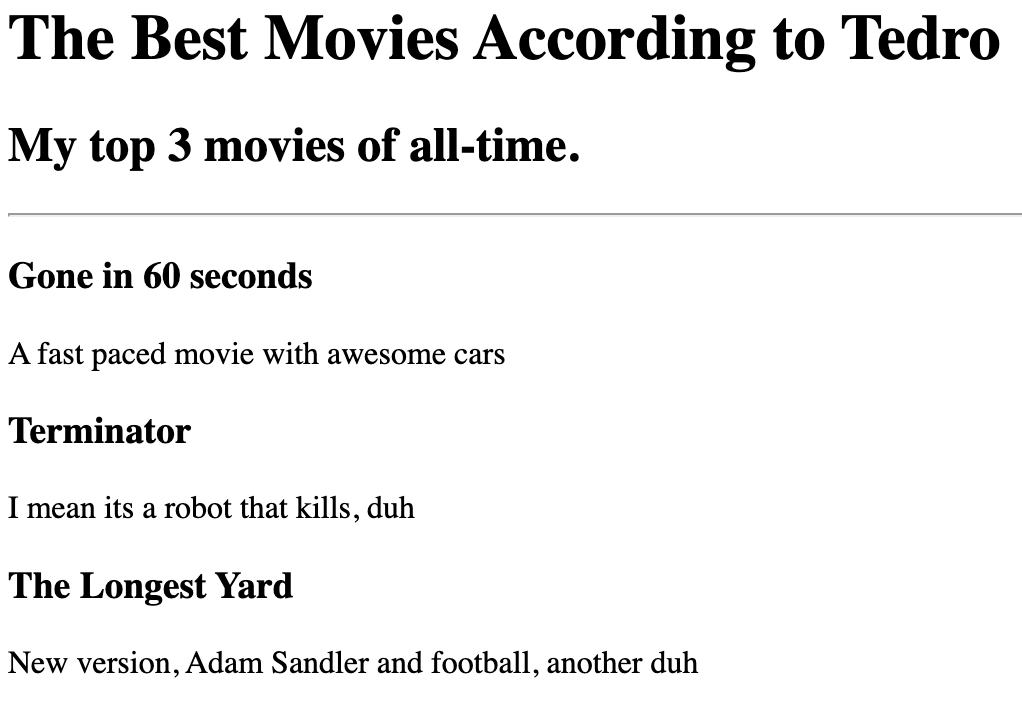 The Best Movies According to Tedro
My top 3 movies of all-time.
Gone in 60 seconds
A fast paced movie with awesome cars
Terminator
I mean its a robot that kills, duh
The Longest Yard
New version, Adam Sandler and football, another duh